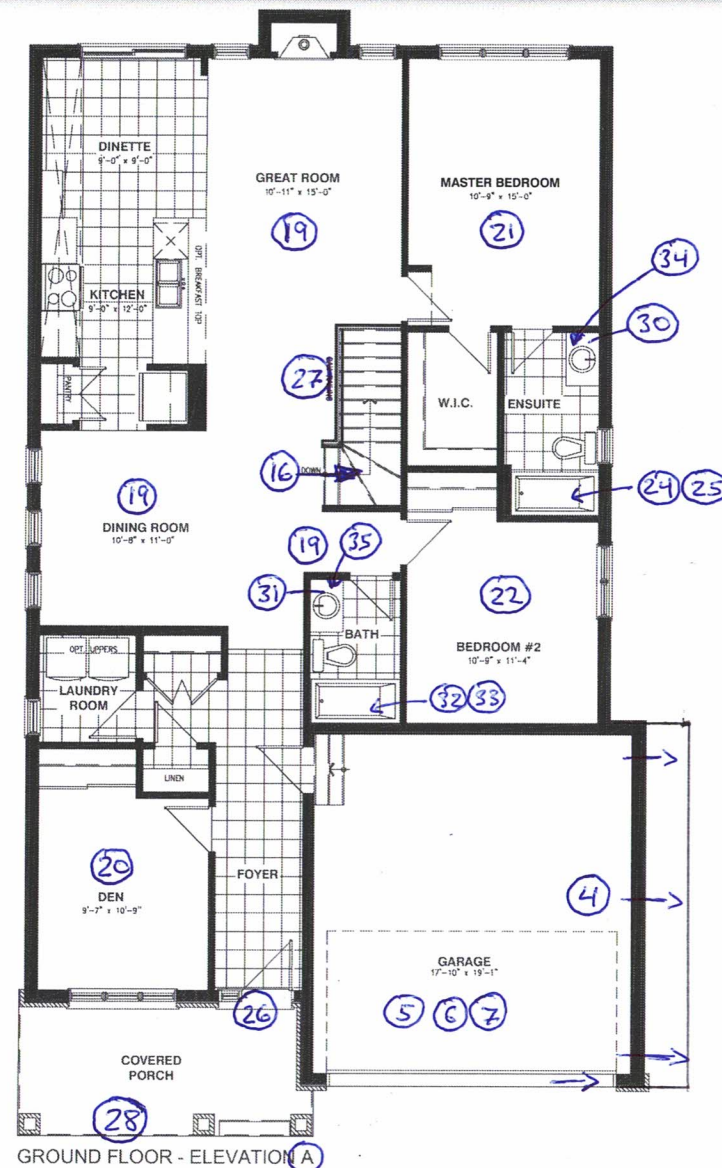 DINETTE
9'-0" x 9'-0"
GREAT ROOM
10'-11" x 15'-0"
19
MASTER BEDROOM
10'-9" x 15'-0"
21
34
30
OPT. BREAKFAST TOP
KITCHEN
9'-0" x 12'-0"
27
PANTRY
W.I.C.
ENSUITE
16
DOWN
24 25
19
DINING ROOM
10'-8" x 11'-0"
19
35
31
BATH
22
BEDROOM #2
10'-9" x 11'-4"
OPT. UPPERS
LAUNDRY
ROOM
32 33
LINEN
20
DEN
9'-7" x 10'-9"
FOYER
4
GARAGE
17'-10" x 19'-1"
5 6 7
26
COVERED
PORCH
28
GROUND FLOOR - ELEVATION A